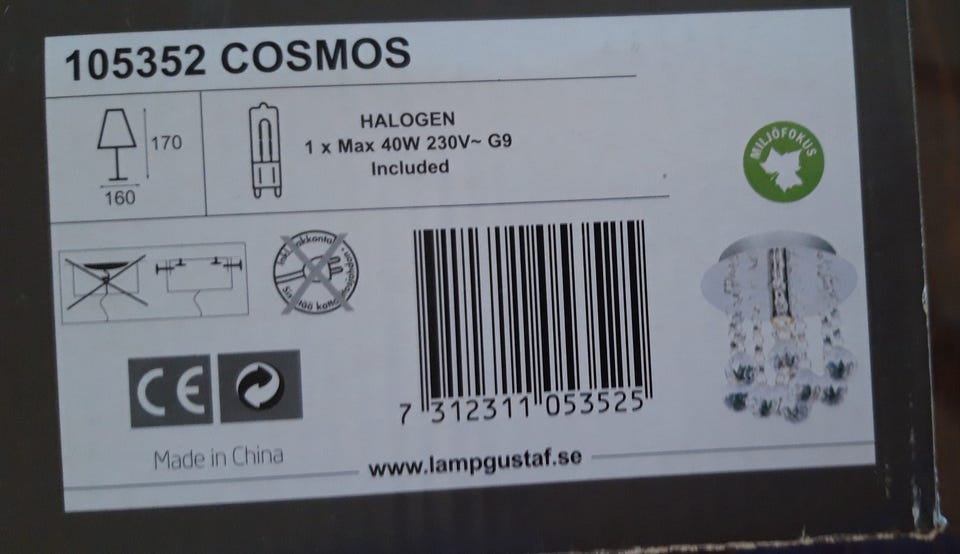 105352 COSMOS
170
160
HALOGEN
1 x Max 40W 230V~ G9
Included
MILJÖFOKUS
7 312311 053525
CE
Made in China
www.lampgustaf.se